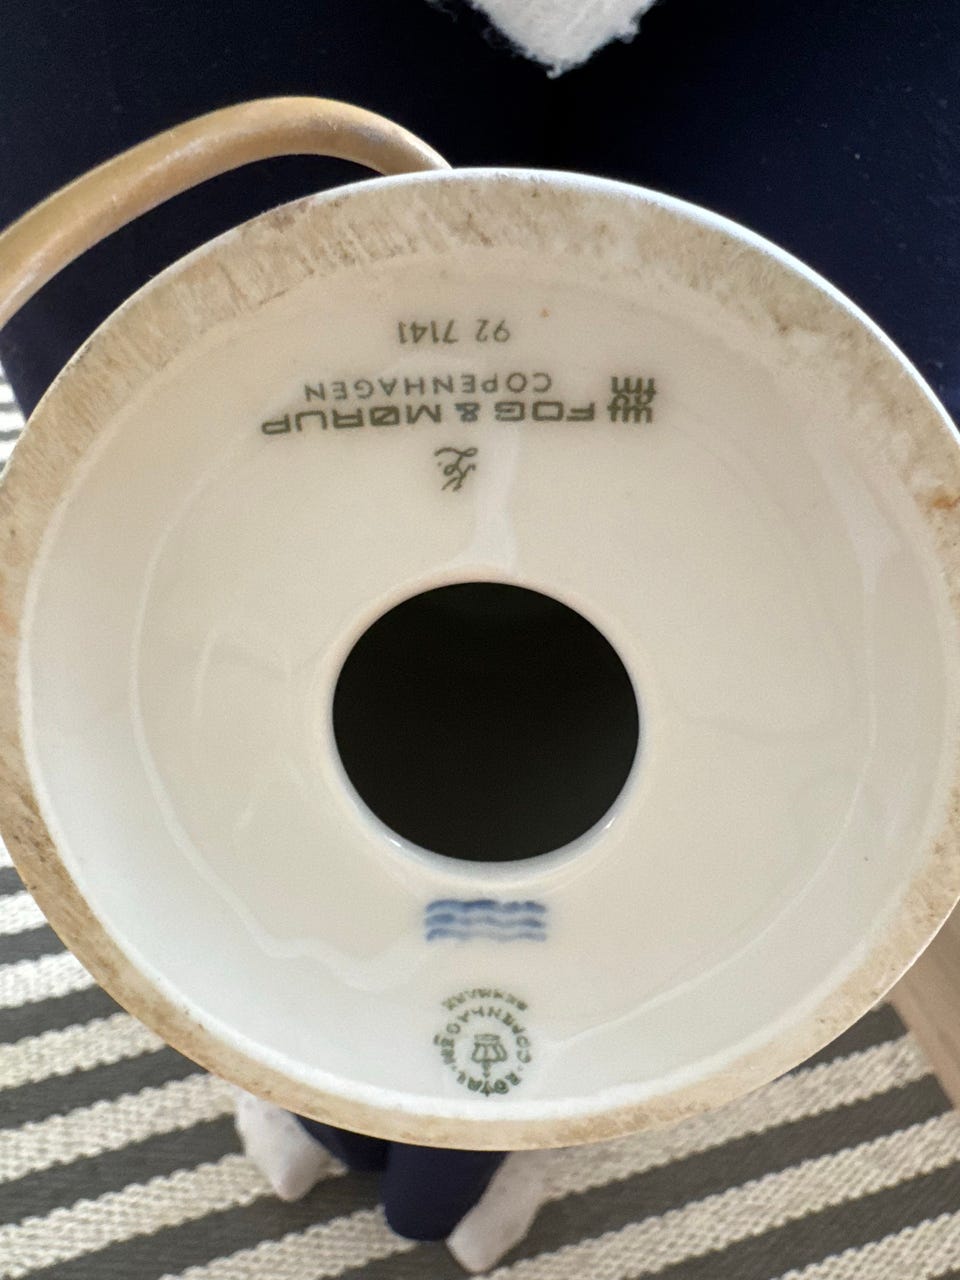 ROYAL COPENHAGEN
DENMARK
FOG & MØRUP
COPENHAGEN
92 7141